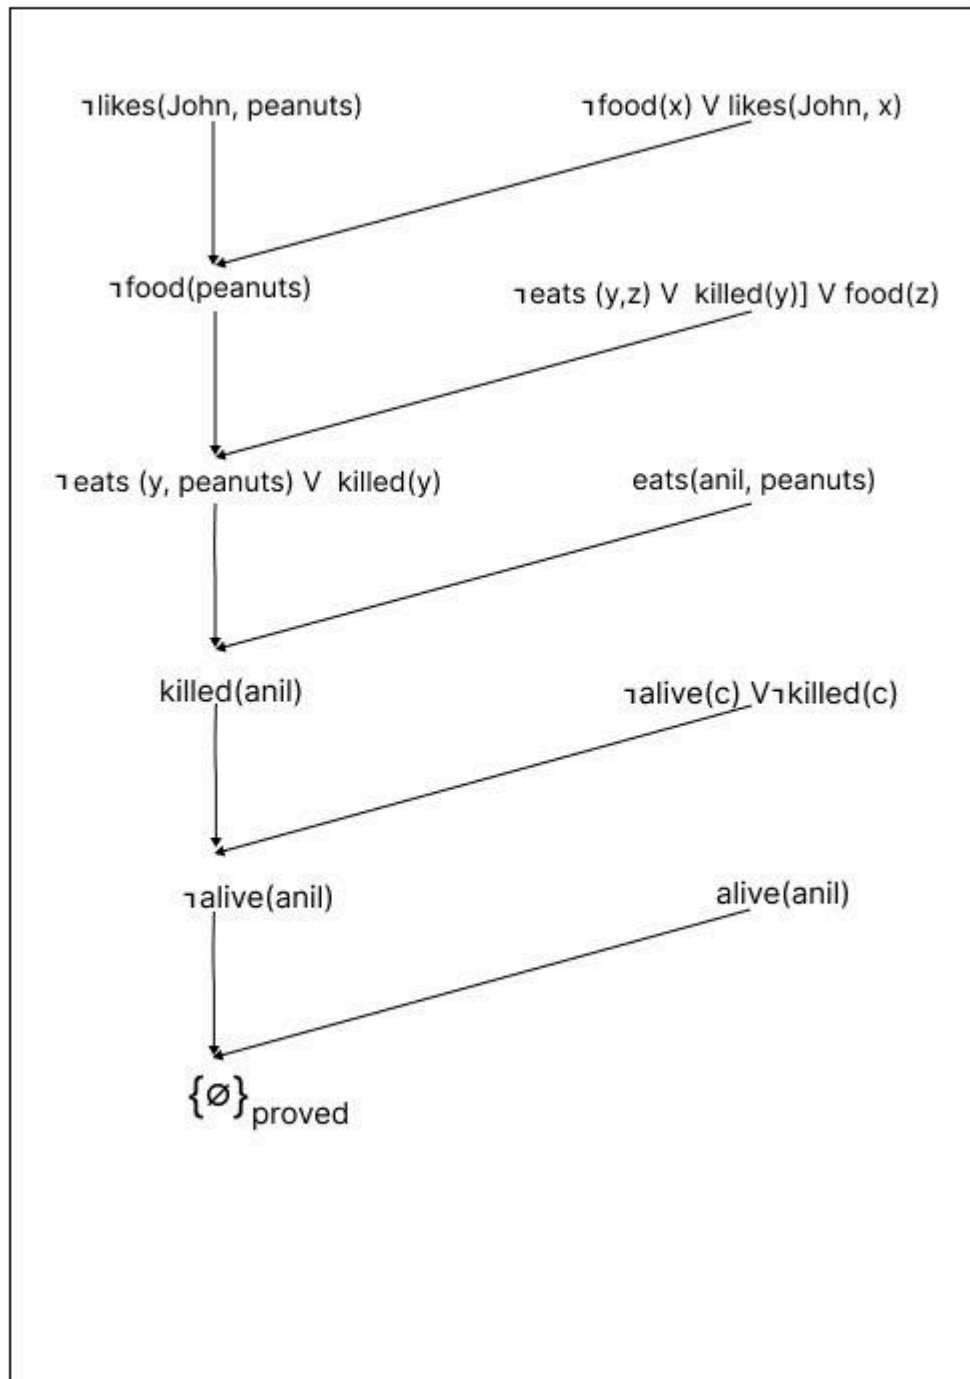 ¬likes(John, peanuts) ¬food(x) V likes(John, x)
¬food(peanuts) ¬eats (y,z) V killed(y)] V food(z)
¬eats (y, peanuts) V killed(y) eats(anil, peanuts)
killed(anil) ¬alive(c) V¬killed(c)
¬alive(anil) alive(anil)
{∅}proved